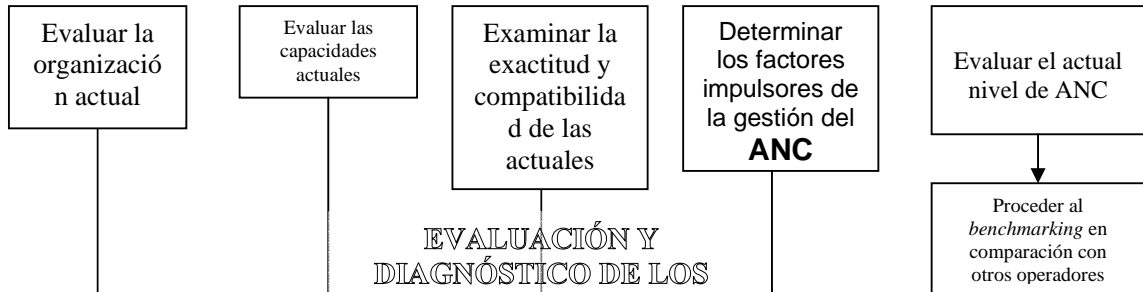 Evaluar la
organizació
n actual
Evaluar las
capacidades
actuales
Examinar la
exactitud y
compatibilida
d de las
actuales
Determinar
los factores
impulsores de
la gestión del
ANC
Evaluar el actual
nivel de ANC
Proceder al
benchmarking en
comparación con
otros operadores
EVALUACIÓN Y
DIAGNÓSTICO DE LOS